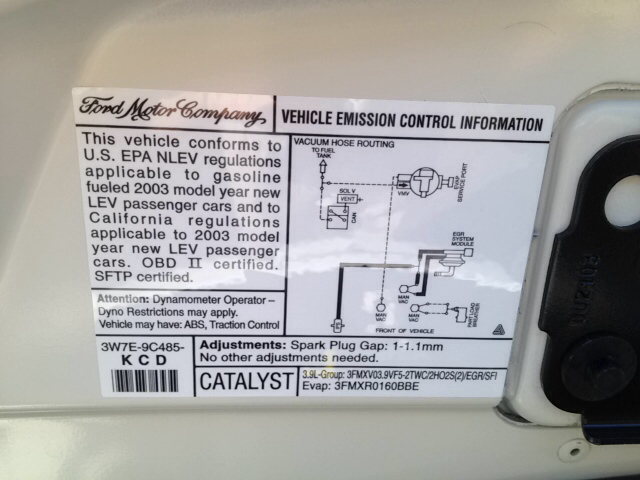 Ford Motor Company,
VEHICLE EMISSION CONTROL INFORMATION
This vehicle conforms to
U.S. EPA NLEV regulations
applicable to gasoline
fueled 2003 model year new
LEV passenger cars and to
California regulations
applicable to 2003 model
year new LEV passenger
cars. OBD II certified.
SFTP certified.
Attention: Dynamometer Operator -
Dyno Restrictions may apply.
Vehicle may have: ABS, Traction Control
VACUUM HOSE ROUTING
TO FUEL
TANK
SOL V
VENT
CAN
VMV
EVAP
SERVICE PORT
EGR
SYSTEM
MODULE
MAN
VAC
MAN
VAC
MAN
VAC
PART LOAD
BREATHER
FRONT OF VEHICLE
3W7E-9C485-
K C D
Adjustments: Spark Plug Gap: 1-1.1mm
No other adjustments needed.
CATALYST
3.9L-Group: 3FMXV03.9VF5-2TWC/2HO2S(2)/EGR/SFI
Evap: 3FMXR0160BBE